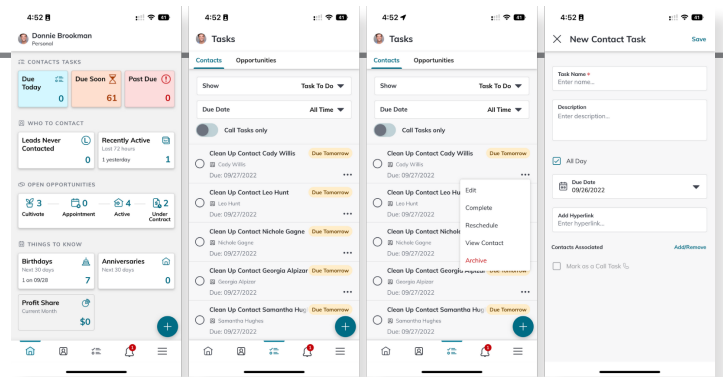 4:52
41
Donnie Brookman
Personal
CONTACTS TASKS
Due Today
0
Due Soon
61
Past Due
0
WHO TO CONTACT
Leads Never Contacted
0
Recently Active
Last 72 hours
1 yesterday
1
OPEN OPPORTUNITIES
3
0
4
2
Cultivate
Appointment
Active
Under Contract
THINGS TO KNOW
Birthdays
Next 30 days
1 on 09/28
7
Anniversaries
Next 30 days
0
Profit Share
Current Month
$0
1
4:52
41
Tasks
Contacts
Opportunities
Show
Task To Do
Due Date
All Time
Call Tasks only
Clean Up Contact Cody Willis
Due Tomorrow
Cody Willis
Due: 09/27/2022
Clean Up Contact Leo Hunt
Due Tomorrow
Leo Hunt
Due: 09/27/2022
Clean Up Contact Nichole Gagne
Due Tomorrow
Nichole Gagne
Due: 09/27/2022
Clean Up Contact Georgia Alpizar
Due Tomorrow
Georgia Alpizar
Due: 09/27/2022
Clean Up Contact Samantha Hug
Due Tomorrow
Samantha Hughes
Due: 09/27/2022
1
4:52
41
Tasks
Contacts
Opportunities
Show
Task To Do
Due Date
All Time
Call Tasks only
Clean Up Contact Cody Willis
Due Tomorrow
Cody Willis
Due: 09/27/2022
Edit
Complete
Reschedule
View Contact
Archive
Clean Up Contact Leo Hu
Leo Hunt
Due: 09/27/2022
Clean Up Contact Nichole
Nichole Gagne
Due: 09/27/2022
Clean Up Contact Georgia Alpizar
Due Tomorrow
Georgia Alpizar
Due: 09/27/2022
Clean Up Contact Samantha Hug
Due Tomorrow
Samantha Hughes
Due: 09/27/2022
1
4:52
41
New Contact Task
Save
Task Name *
Enter name...
Description
Enter description...
All Day
Due Date
09/26/2022
Add Hyperlink
Enter hyperlink...
Contacts Associated
Add/Remove
Mark as a Call Task